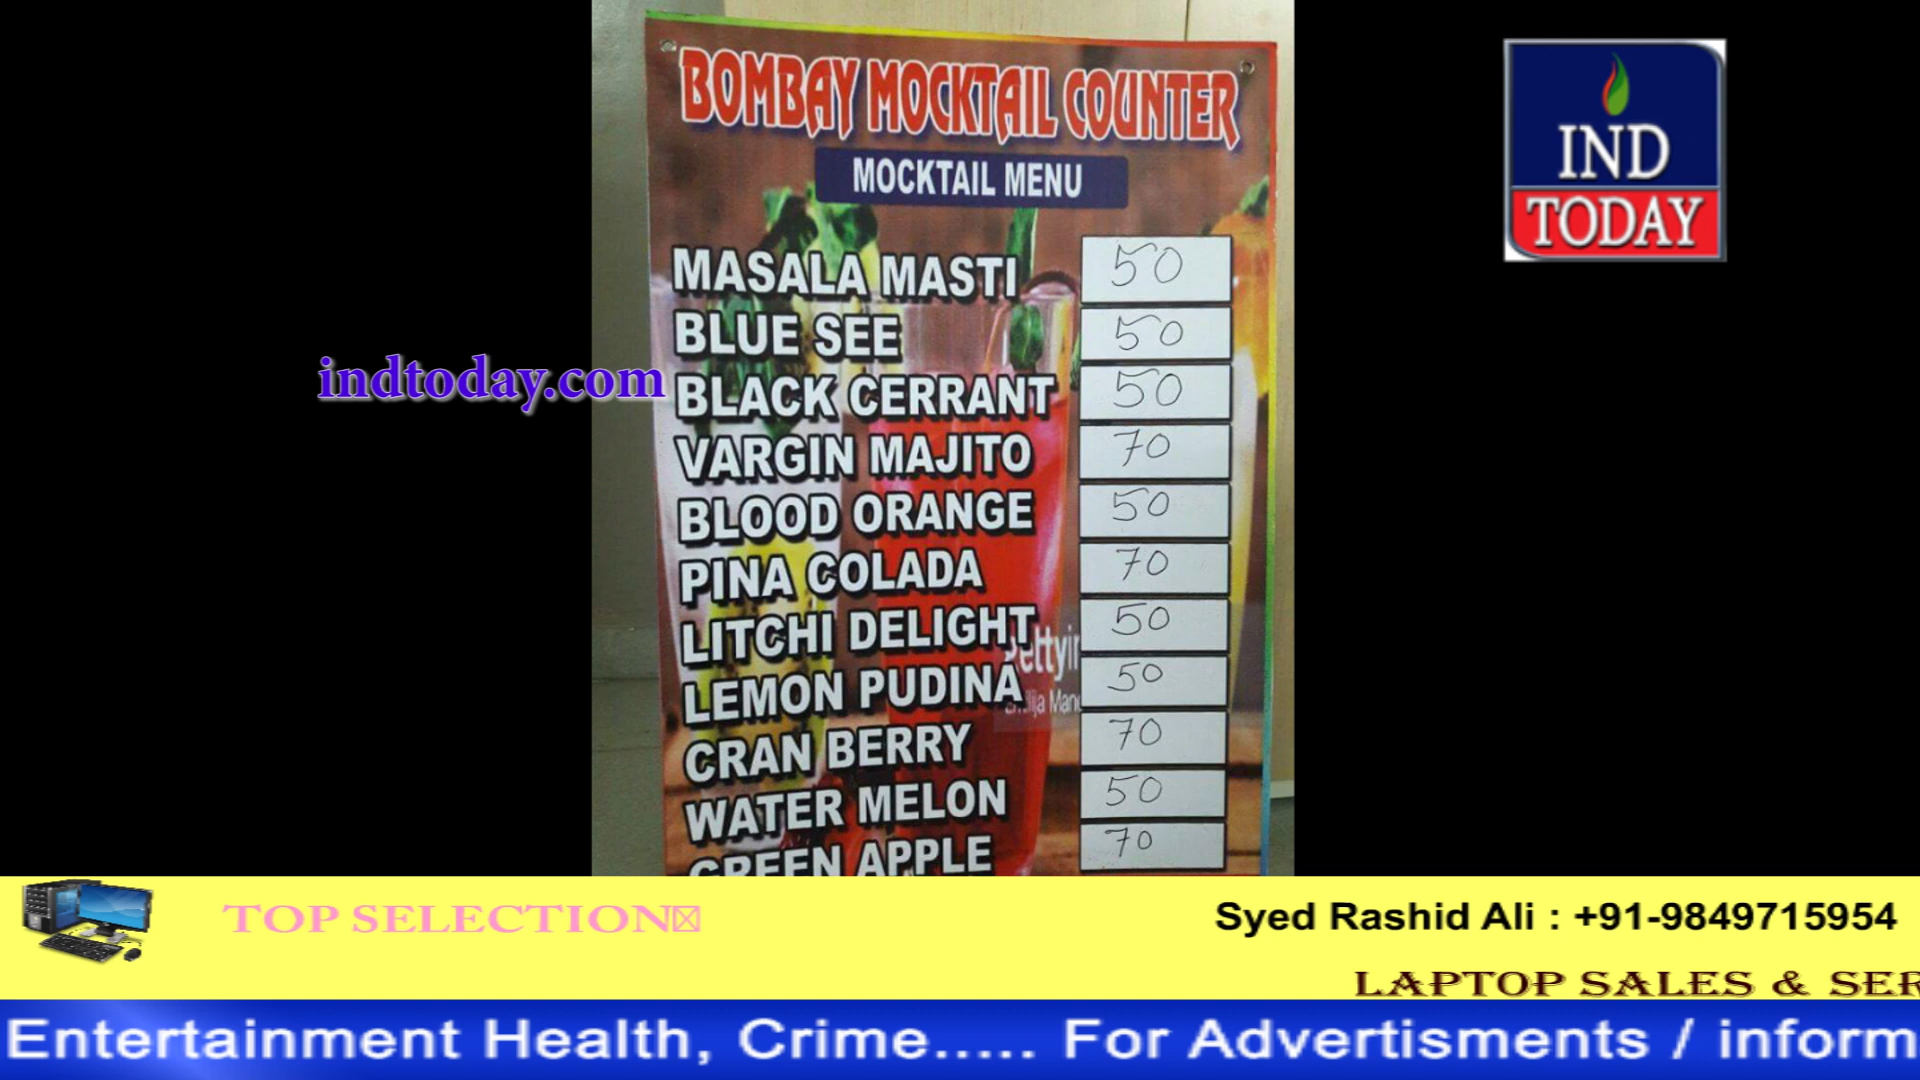 BOMBAY MOCKTAIL COUNTER
MOCKTAIL MENU
MASALA MASTI 50
BLUE SEE 50
BLACK CERRANT 50
VARGIN MAJITO 70
BLOOD ORANGE 50
PINA COLADA 70
LITCHI DELIGHT 50
LEMON PUDINA 50
CRAN BERRY 70
WATER MELON 50
GREEN APPLE 70
indtoday.com
IND
TODAY
TOP SELECTION
Syed Rashid Ali : +91-9849715954
LAPTOP SALES & SER
Entertainment Health, Crime..... For Advertisments / inform